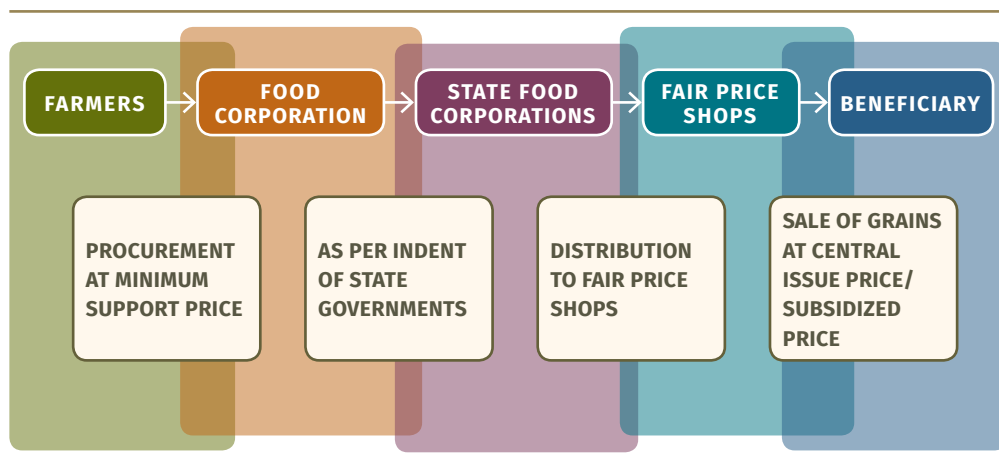 FARMERS
FOOD
CORPORATION
STATE FOOD
CORPORATIONS
FAIR PRICE
SHOPS
BENEFICIARY
PROCUREMENT
AT MINIMUM
SUPPORT PRICE
AS PER INDENT
OF STATE
GOVERNMENTS
DISTRIBUTION
TO FAIR PRICE
SHOPS
SALE OF GRAINS
AT CENTRAL
ISSUE PRICE/
SUBSIDIZED
PRICE